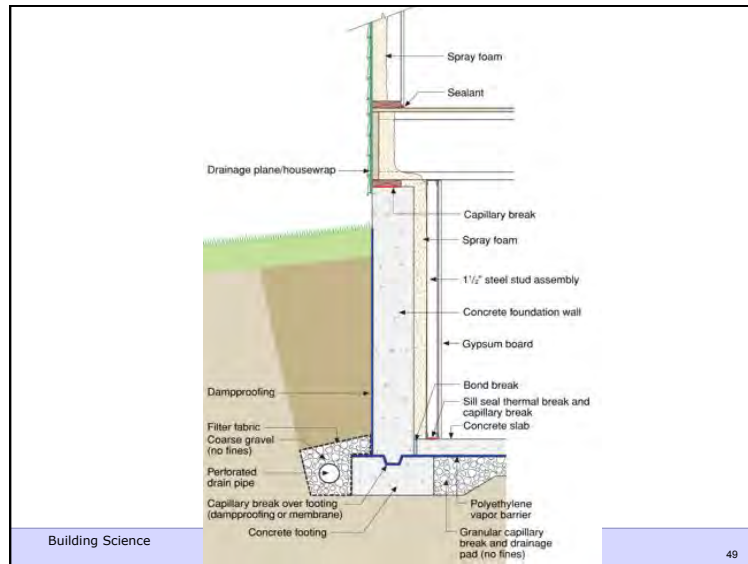 Spray foam
Sealant
Drainage plane/housewrap
Capillary break
Spray foam
1½" steel stud assembly
Concrete foundation wall
Gypsum board
Bond break
Dampproofing
Sill seal thermal break and
capillary break
Concrete slab
Filter fabric
Coarse gravel
(no fines)
Perforated
drain pipe
Capillary break over footing
(dampproofing or membrane)
Polyethylene
vapor barrier
Concrete footing
Granular capillary
break and drainage
pad (no fines)
Building Science
49